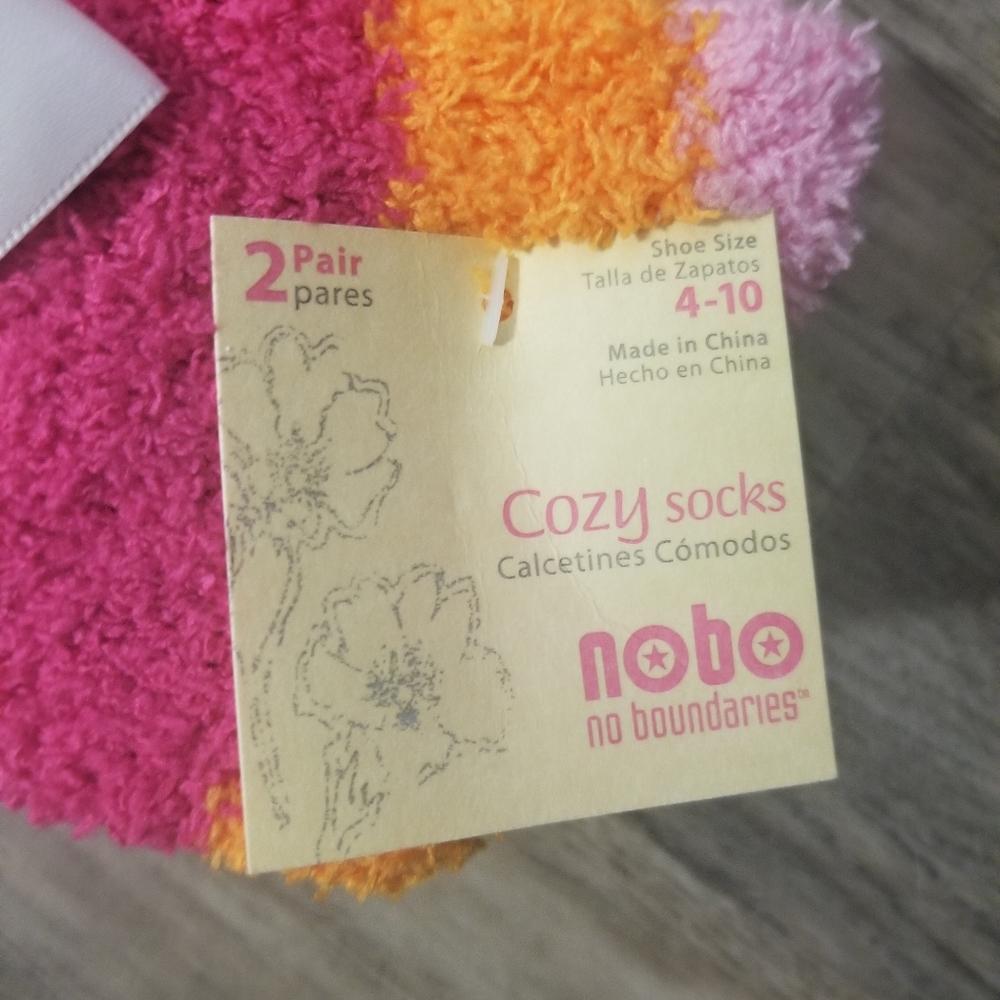 2 Pair
pares
Shoe Size
Talla de Zapatos
4-10
Made in China
Hecho en China
Cozy socks
Calcetines Cómodos
nobo
no boundaries™